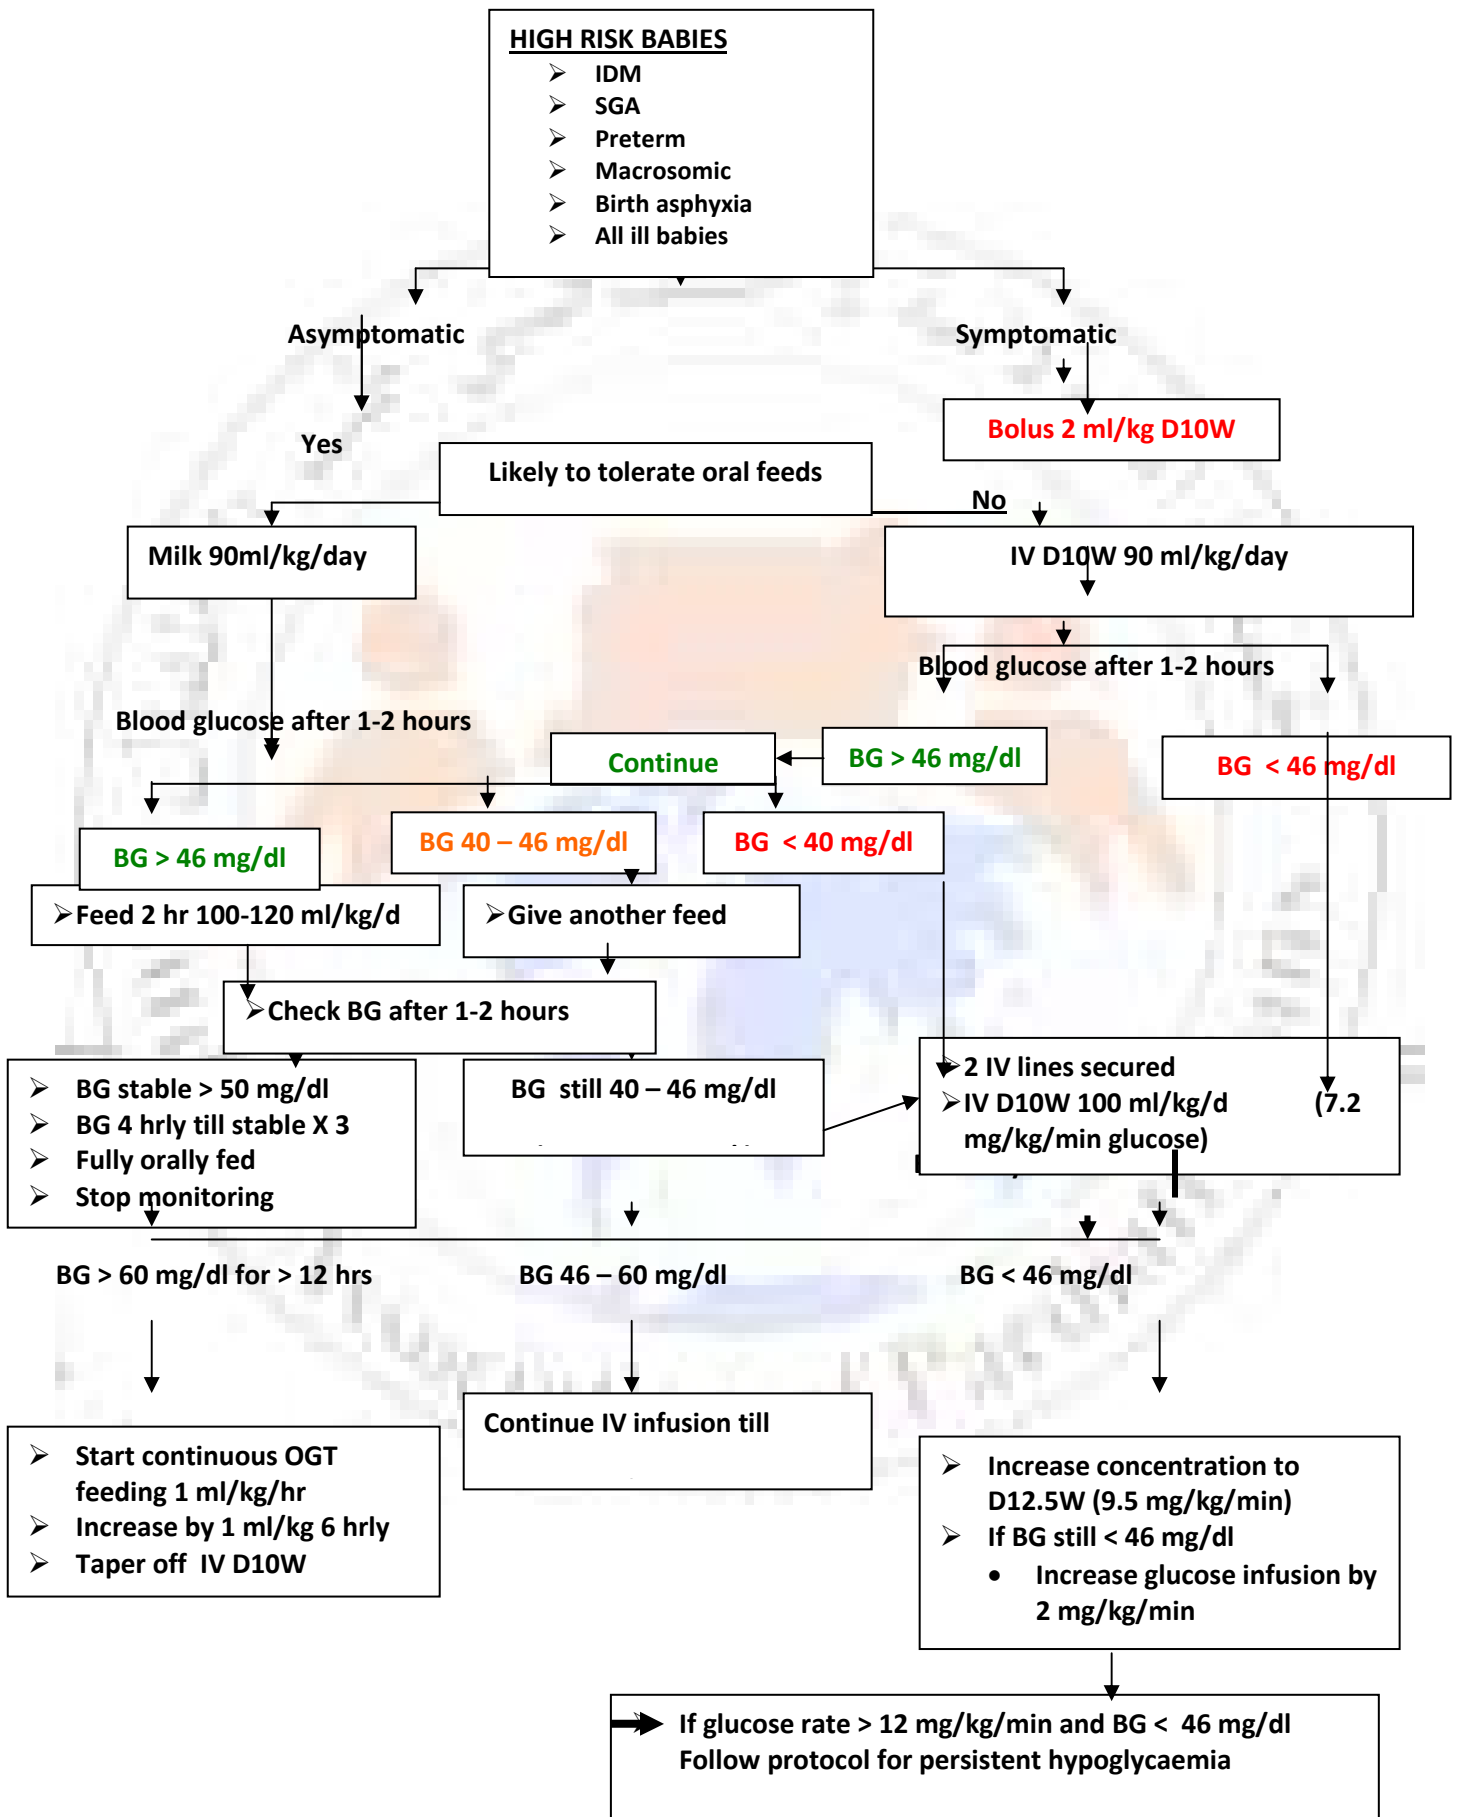 HIGH RISK BABIES
➢ IDM
➢ SGA
➢ Preterm
➢ Macrosomic
➢ Birth asphyxia
➢ All ill babies
Asymptomatic
Symptomatic
Bolus 2 ml/kg D10W
Yes
Likely to tolerate oral feeds
No
Milk 90ml/kg/day
IV D10W 90 ml/kg/day
Blood glucose after 1-2 hours
Blood glucose after 1-2 hours
Continue
BG > 46 mg/dl
BG < 46 mg/dl
BG > 46 mg/dl
BG 40 – 46 mg/dl
BG < 40 mg/dl
➢Feed 2 hr 100-120 ml/kg/d
➢Give another feed
➢Check BG after 1-2 hours
➢ BG stable > 50 mg/dl
➢ BG 4 hrly till stable X 3
➢ Fully orally fed
➢ Stop monitoring
BG still 40 – 46 mg/dl
➢2 IV lines secured
➢IV D10W 100 ml/kg/d (7.2
mg/kg/min glucose)
BG > 60 mg/dl for > 12 hrs
BG 46 – 60 mg/dl
BG < 46 mg/dl
➢ Start continuous OGT
feeding 1 ml/kg/hr
➢ Increase by 1 ml/kg 6 hrly
➢ Taper off IV D10W
Continue IV infusion till
➢ Increase concentration to
D12.5W (9.5 mg/kg/min)
➢ If BG still < 46 mg/dl
• Increase glucose infusion by
2 mg/kg/min
➢ If glucose rate > 12 mg/kg/min and BG < 46 mg/dl
Follow protocol for persistent hypoglycaemia